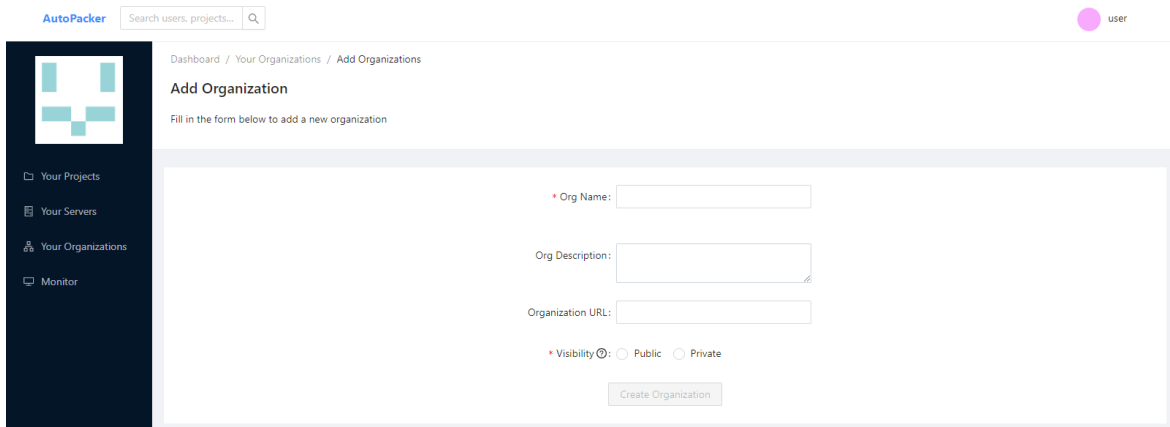 AutoPacker
Search users, projects...
user
Dashboard / Your Organizations / Add Organizations
Add Organization
Fill in the form below to add a new organization
Your Projects
Your Servers
Your Organizations
Monitor
* Org Name:
Org Description:
Organization URL:
* Visibility?: Public Private
Create Organization